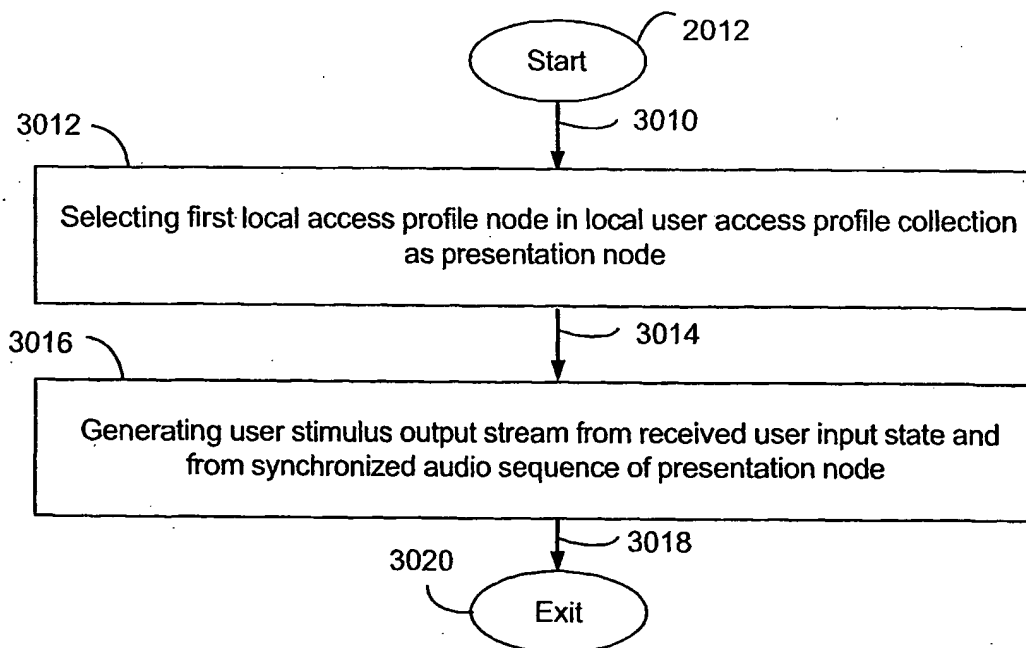 2012
Start
3010
3012
Selecting first local access profile node in local user access profile collection
as presentation node
3014
3016
Generating user stimulus output stream from received user input state and
from synchronized audio sequence of presentation node
3018
3020
Exit